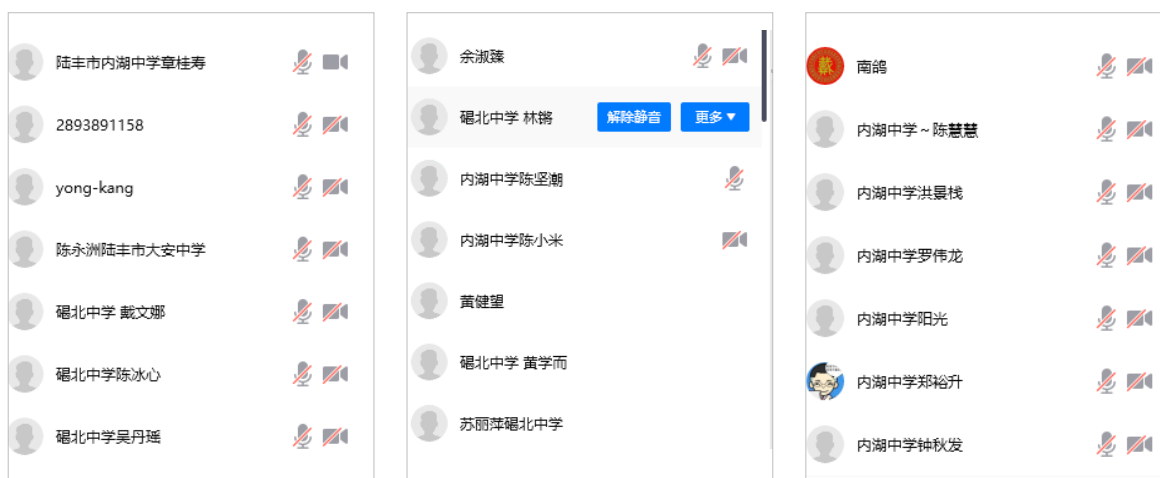 陆丰市内湖中学章桂寿
2893891158
yong-kang
陈永洲陆丰市大安中学
碣北中学 戴文娜
碣北中学陈冰心
碣北中学吴丹瑶
余淑臻
碣北中学 林锵 解除静音 更多▼
内湖中学陈坚潮
内湖中学陈小米
黄健望
碣北中学 黄学而
苏丽萍碣北中学
戴
南鸽
内湖中学~陈慧慧
内湖中学洪景栈
内湖中学罗伟龙
内湖中学阳光
内湖中学郑裕升
内湖中学钟秋发